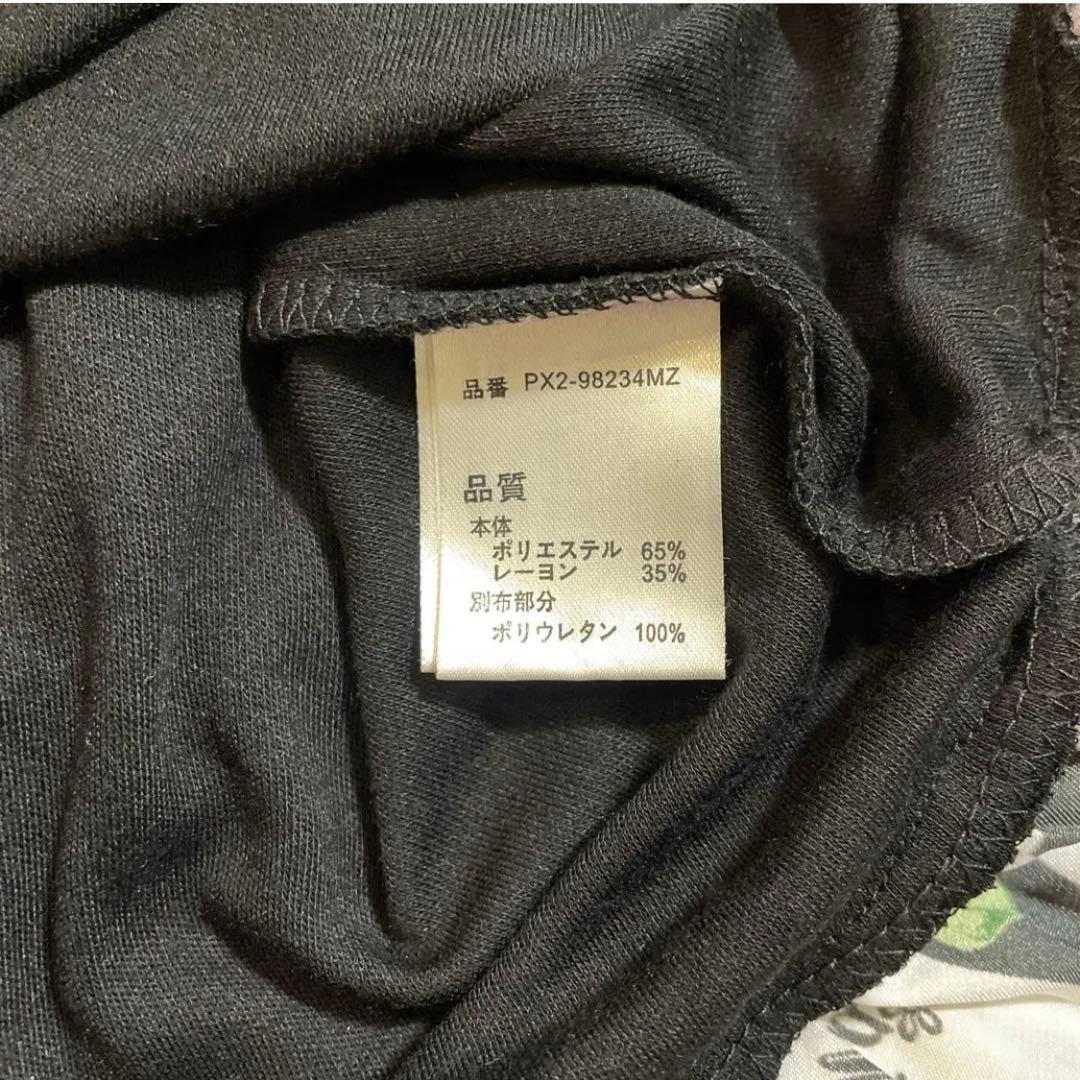 品番 PX2-98234MZ
品質
本体
ポリエステル 65%
レーヨン 35%
別布部分
ポリウレタン 100%